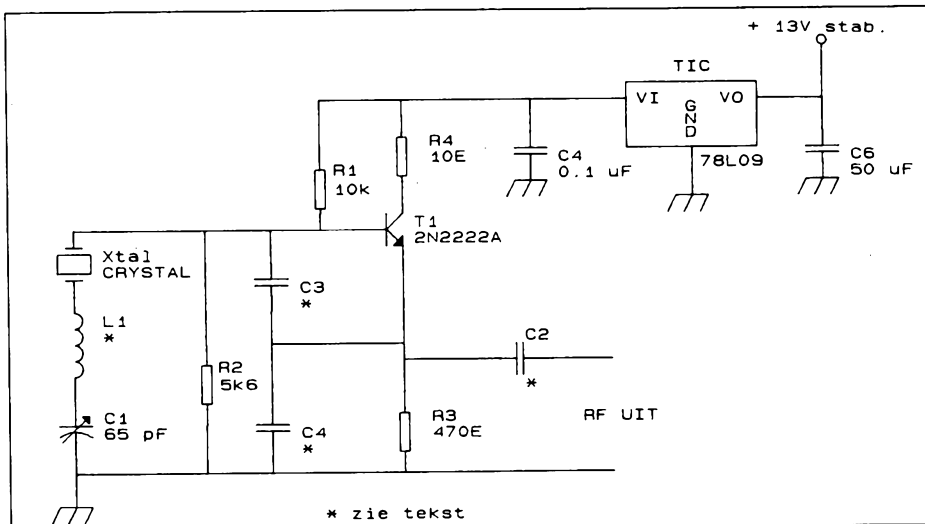 + 13V stab.
TIC
VI
GND
VO
78L09
R4
10E
C4
0.1 uF
C6
50 uF
R1
10k
T1
2N2222A
Xtal
CRYSTAL
C3
*
L1
*
C2
*
R2
5k6
R3
470E
RF UIT
C1
65 pF
C4
*
* zie tekst